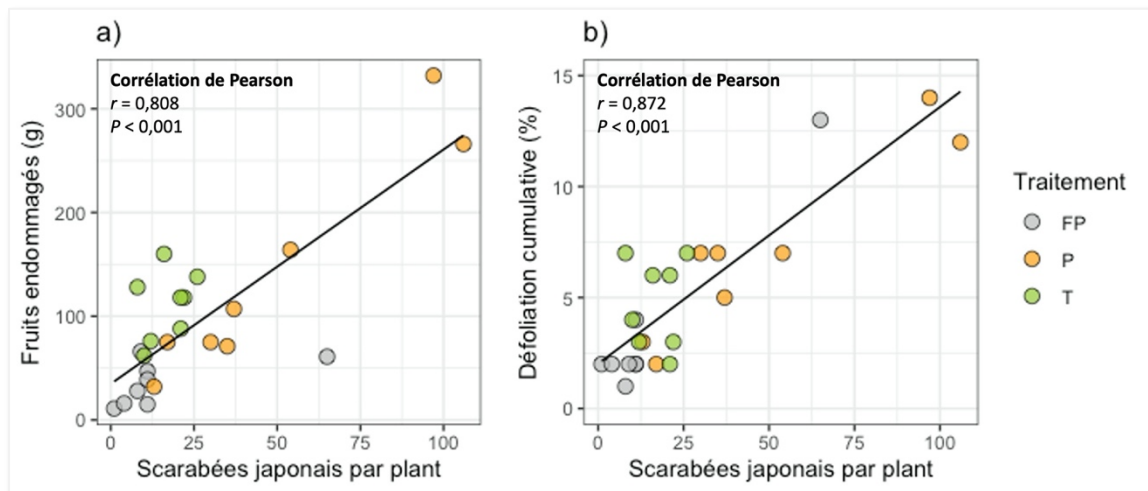 a)
Corrélation de Pearson
r = 0,808
P < 0,001
Fruits endommagés (g)
300
200
100
0
0 25 50 75 100
Scarabées japonais par plant
b)
Corrélation de Pearson
r = 0,872
P < 0,001
Défoliation cumulative (%)
15
10
5
0
0 25 50 75 100
Scarabées japonais par plant
Traitement
FP
P
T